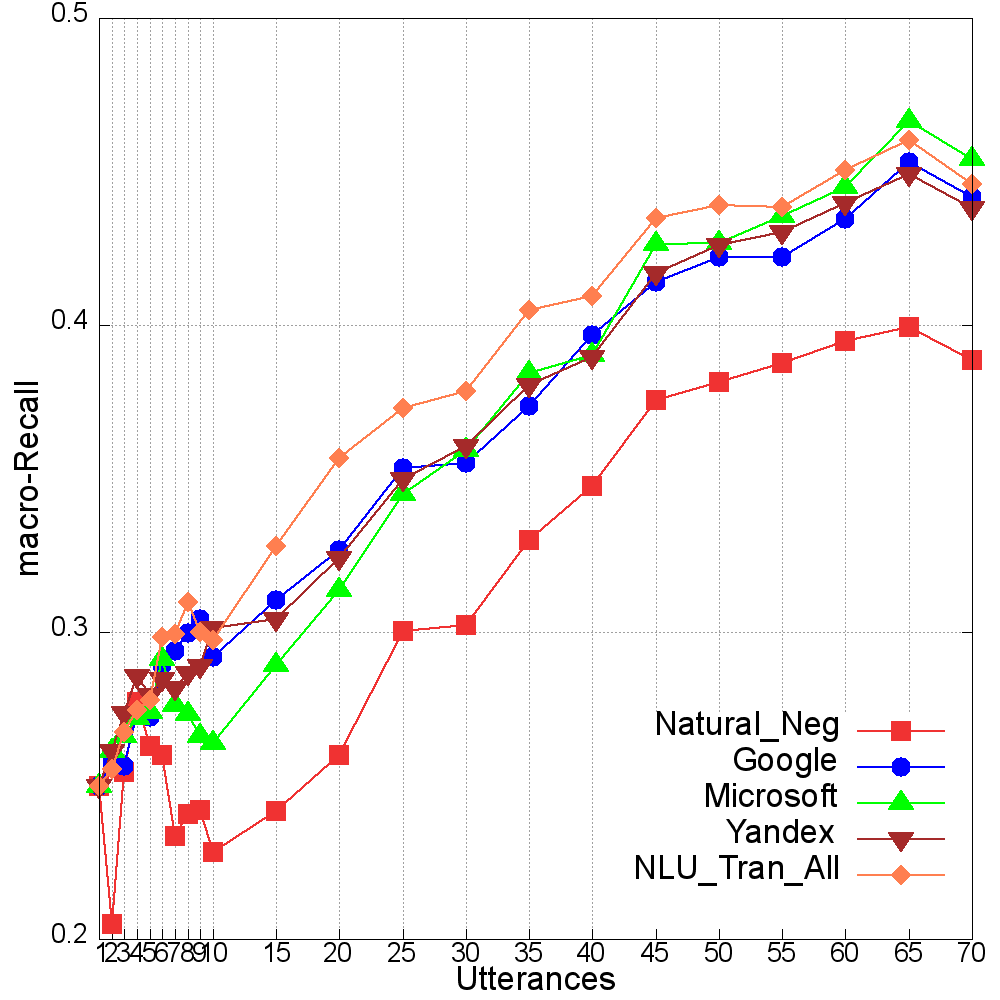 0.5
0.4
0.3
0.2
macro-Recall
Natural_Neg
Google
Microsoft
Yandex
NLU_Tran_All
1 2 3 4 5 6 7 8 9 10 15 20 25 30 35 40 45 50 55 60 65 70
Utterances